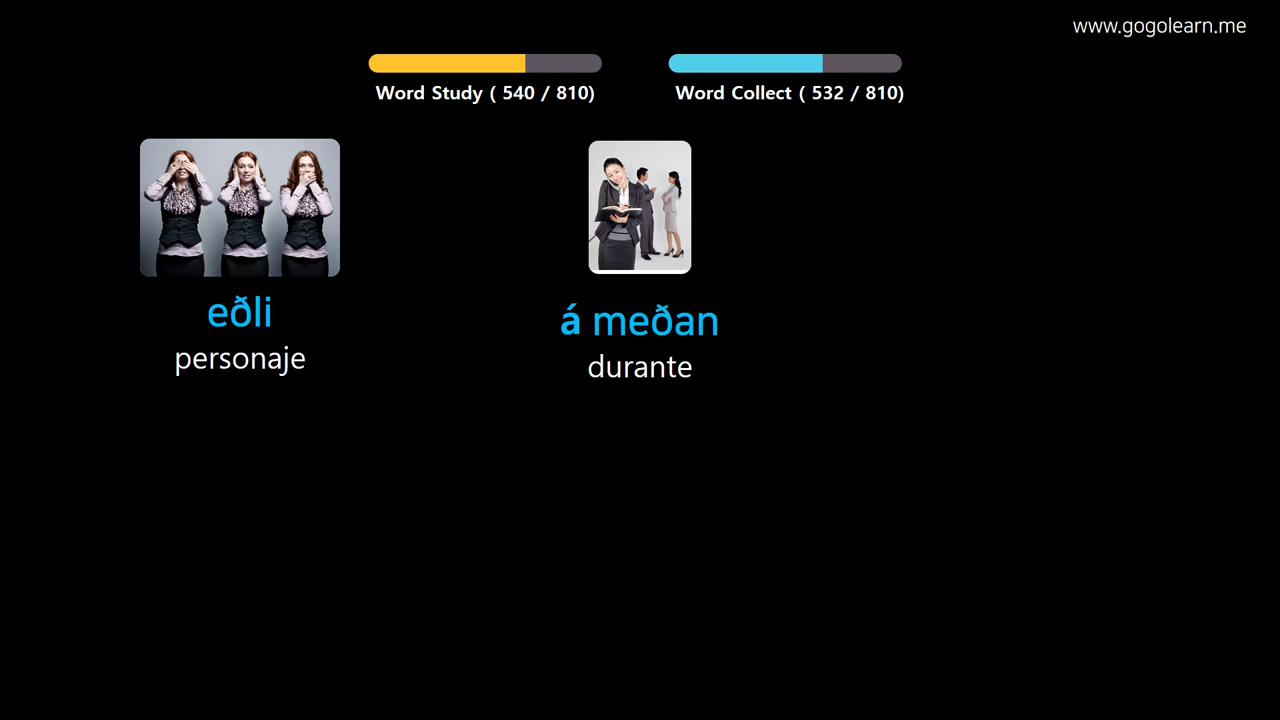 www.gogolearn.me
Word Study ( 540 / 810)
Word Collect ( 532 / 810)
eðli
personaje
á meðan
durante